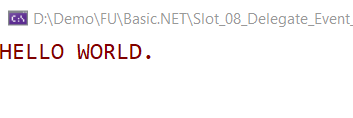 D:\Demo\FU\Basic.NET\Slot_08_Delegate_Event_
HELLO WORLD.